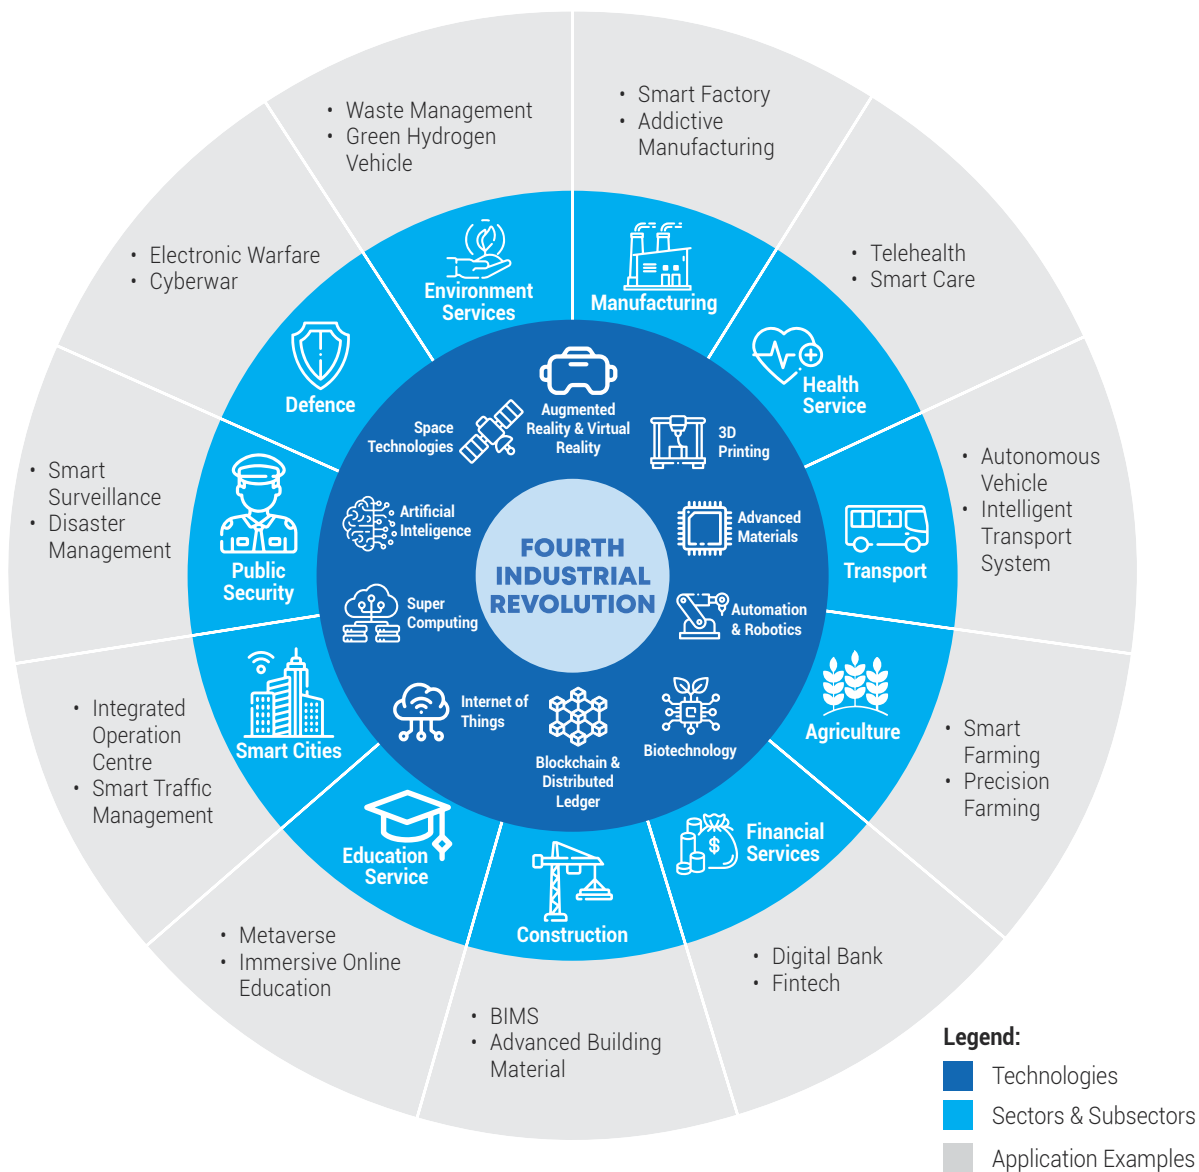 Waste Management
Green Hydrogen
Vehicle
Smart Factory
Addictive
Manufacturing
Electronic Warfare
Cyberwar
Telehealth
Smart Care
Smart
Surveillance
Disaster
Management
Autonomous
Vehicle
Intelligent
Transport
System
Integrated
Operation
Centre
Smart Traffic
Management
Smart
Farming
Precision
Farming
Metaverse
Immersive Online
Education
BIMS
Advanced Building
Material
Digital Bank
Fintech
Environment
Services
Manufacturing
Health
Service
Defence
Transport
Public
Security
Agriculture
Smart Cities
Financial
Services
Education
Service
Construction
Augmented
Reality & Virtual
Reality
Space
Technologies
3D
Printing
Artificial
Inteligence
Advanced
Materials
Super
Computing
Automation
& Robotics
Internet of
Things
Biotechnology
Blockchain &
Distributed
Ledger
FOURTH
INDUSTRIAL
REVOLUTION
$
C
Legend:
Technologies
Sectors & Subsectors
Application Examples